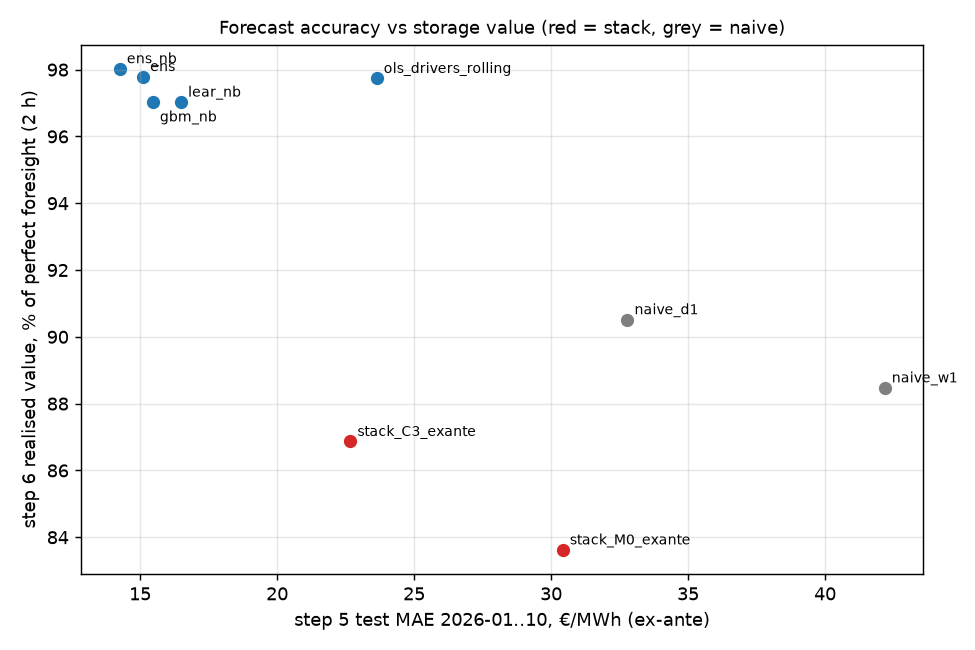 Forecast accuracy vs storage value (red = stack, grey = naive)
step 6 realised value, % of perfect foresight (2 h)
98
96
94
92
90
88
86
84
ens_nb
ens
ols_drivers_rolling
lear_nb
gbm_nb
naive_d1
naive_w1
stack_C3_exante
stack_M0_exante
15 20 25 30 35 40
step 5 test MAE 2026-01..10, €/MWh (ex-ante)